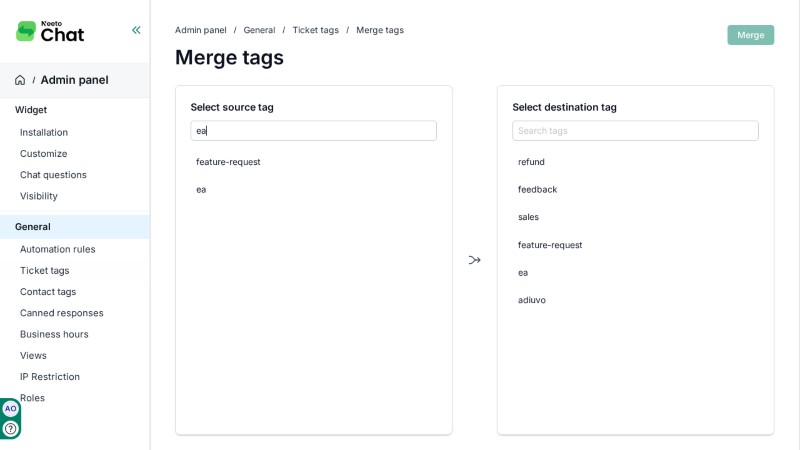 Neeto
Chat
/ Admin panel
Widget
Installation
Customize
Chat questions
Visibility
General
Automation rules
Ticket tags
Contact tags
Canned responses
Business hours
Views
IP Restriction
Roles
AO
?
Admin panel / General / Ticket tags / Merge tags
Merge tags
Merge
Select source tag
ea
feature-request
ea
Select destination tag
Search tags
refund
feedback
sales
feature-request
ea
adiuvo